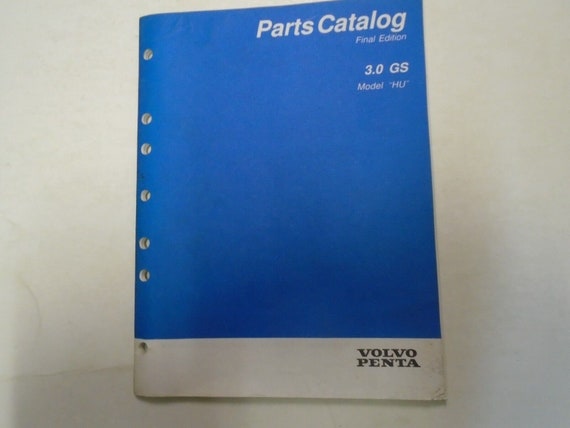 Parts Catalog
Final Edition
3.0 GS
Model "HU"
VOLVO
PENTA